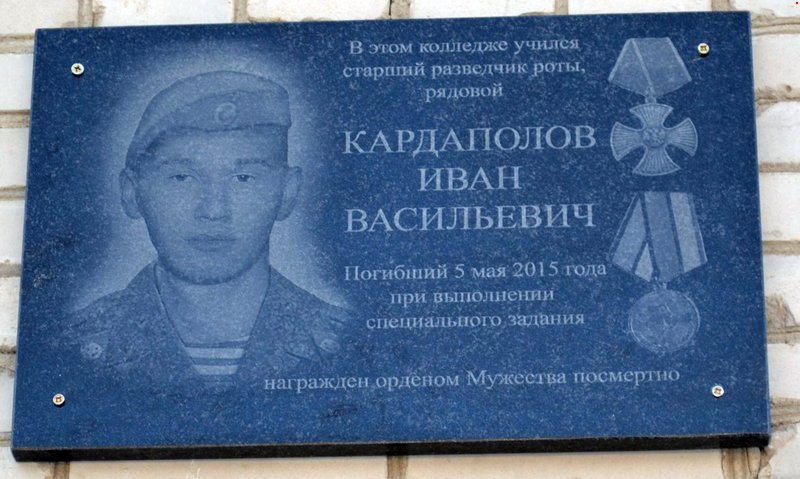 В этом колледже учился
старший разведчик роты,
рядовой
КАРДАПОЛОВ
ИВАН
ВАСИЛЬЕВИЧ
Погибший 5 мая 2015 года
при выполнении
специального задания
награжден орденом Мужества посмертно